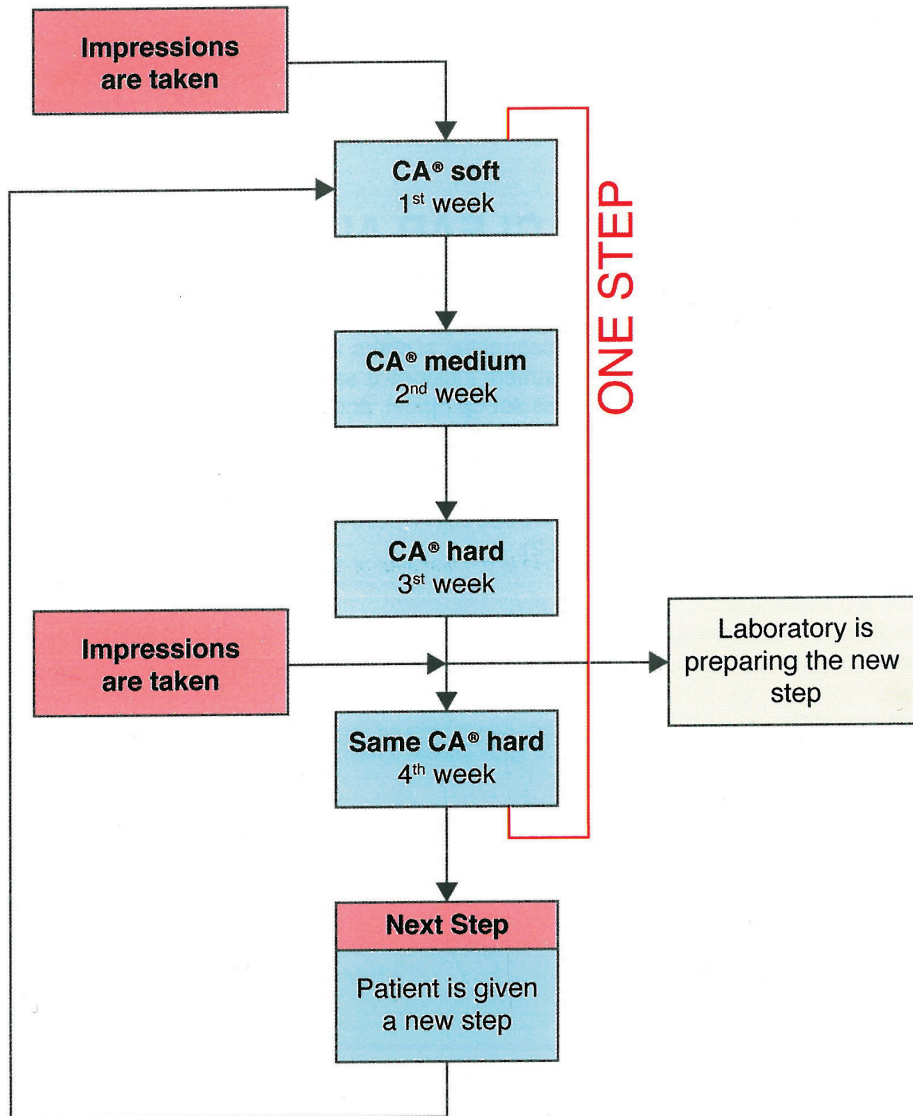 Impressions
are taken
CA® soft
1st week
ONE STEP
CA® medium
2nd week
CA® hard
3st week
Impressions
are taken
Laboratory is
preparing the new
step
Same CA® hard
4th week
Next Step
Patient is given
a new step